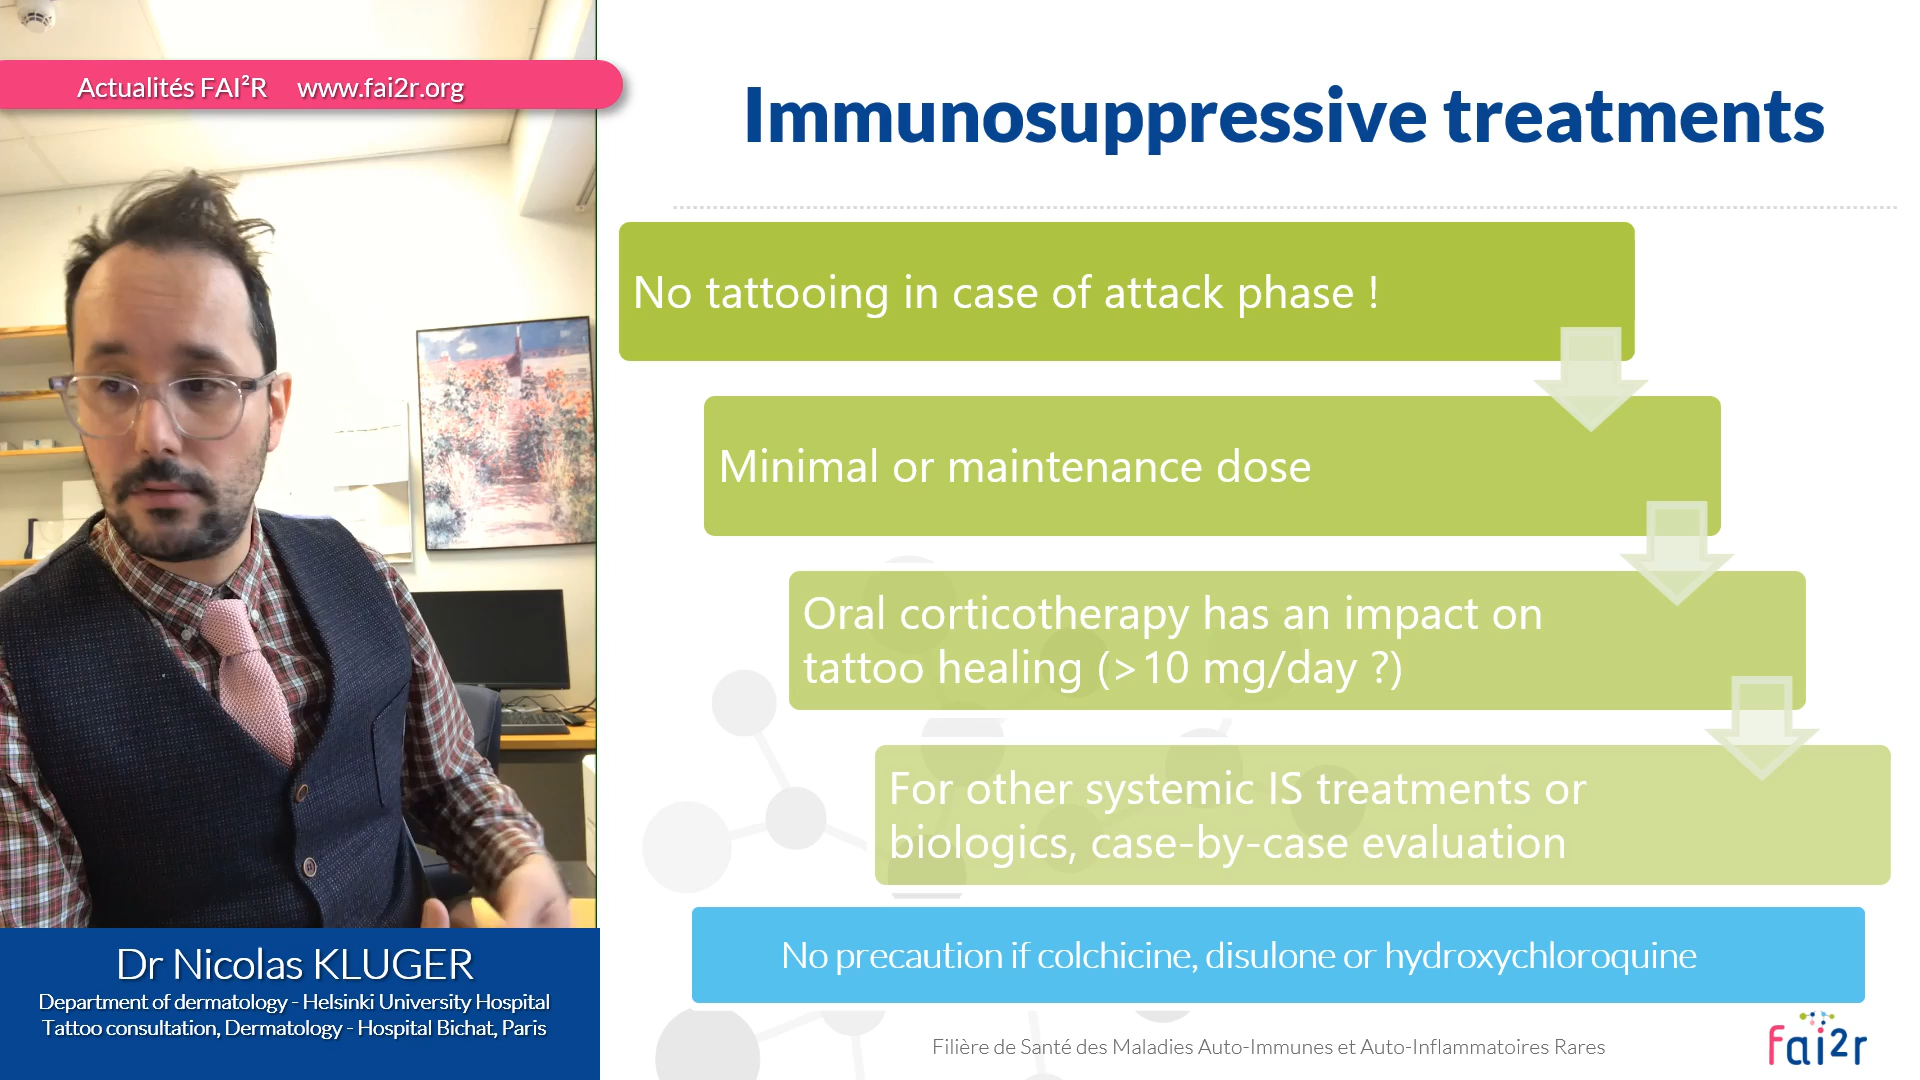 Actualités FAI²R www.fai2r.org
Immunosuppressive treatments
No tattooing in case of attack phase !
Minimal or maintenance dose
Oral corticotherapy has an impact on
tattoo healing (>10 mg/day ?)
For other systemic IS treatments or
biologics, case-by-case evaluation
No precaution if colchicine, disulone or hydroxychloroquine
Dr Nicolas KLUGER
Department of dermatology - Helsinki University Hospital
Tattoo consultation, Dermatology - Hospital Bichat, Paris
Filière de Santé des Maladies Auto-Immunes et Auto-Inflammatoires Rares
fai2r